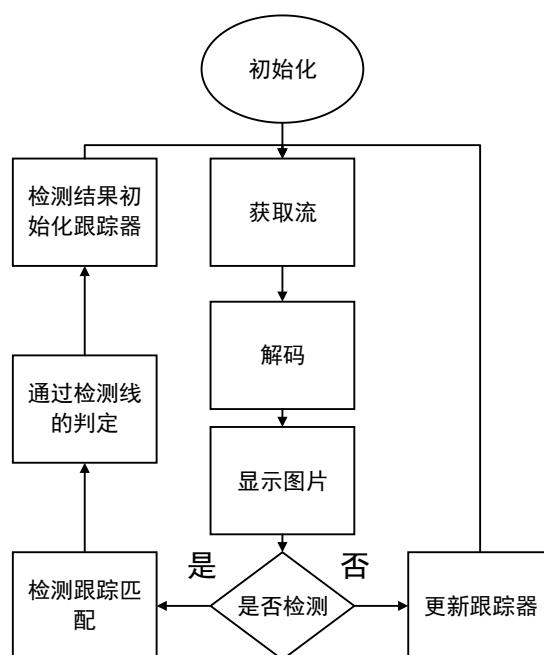 初始化
检测结果初
始化跟踪器
获取流
解码
通过检测线
的判定
显示图片
是
否
检测跟踪匹
配
是否检测
更新跟踪器